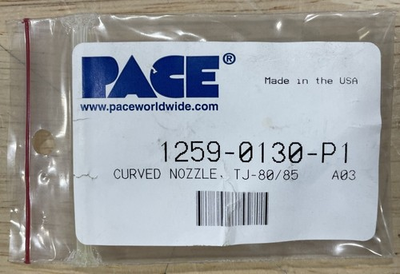 PACE®
Made in the USA
www.paceworldwide.com
1259-0130-P1
CURVED NOZZLE, TJ-80/85 A03